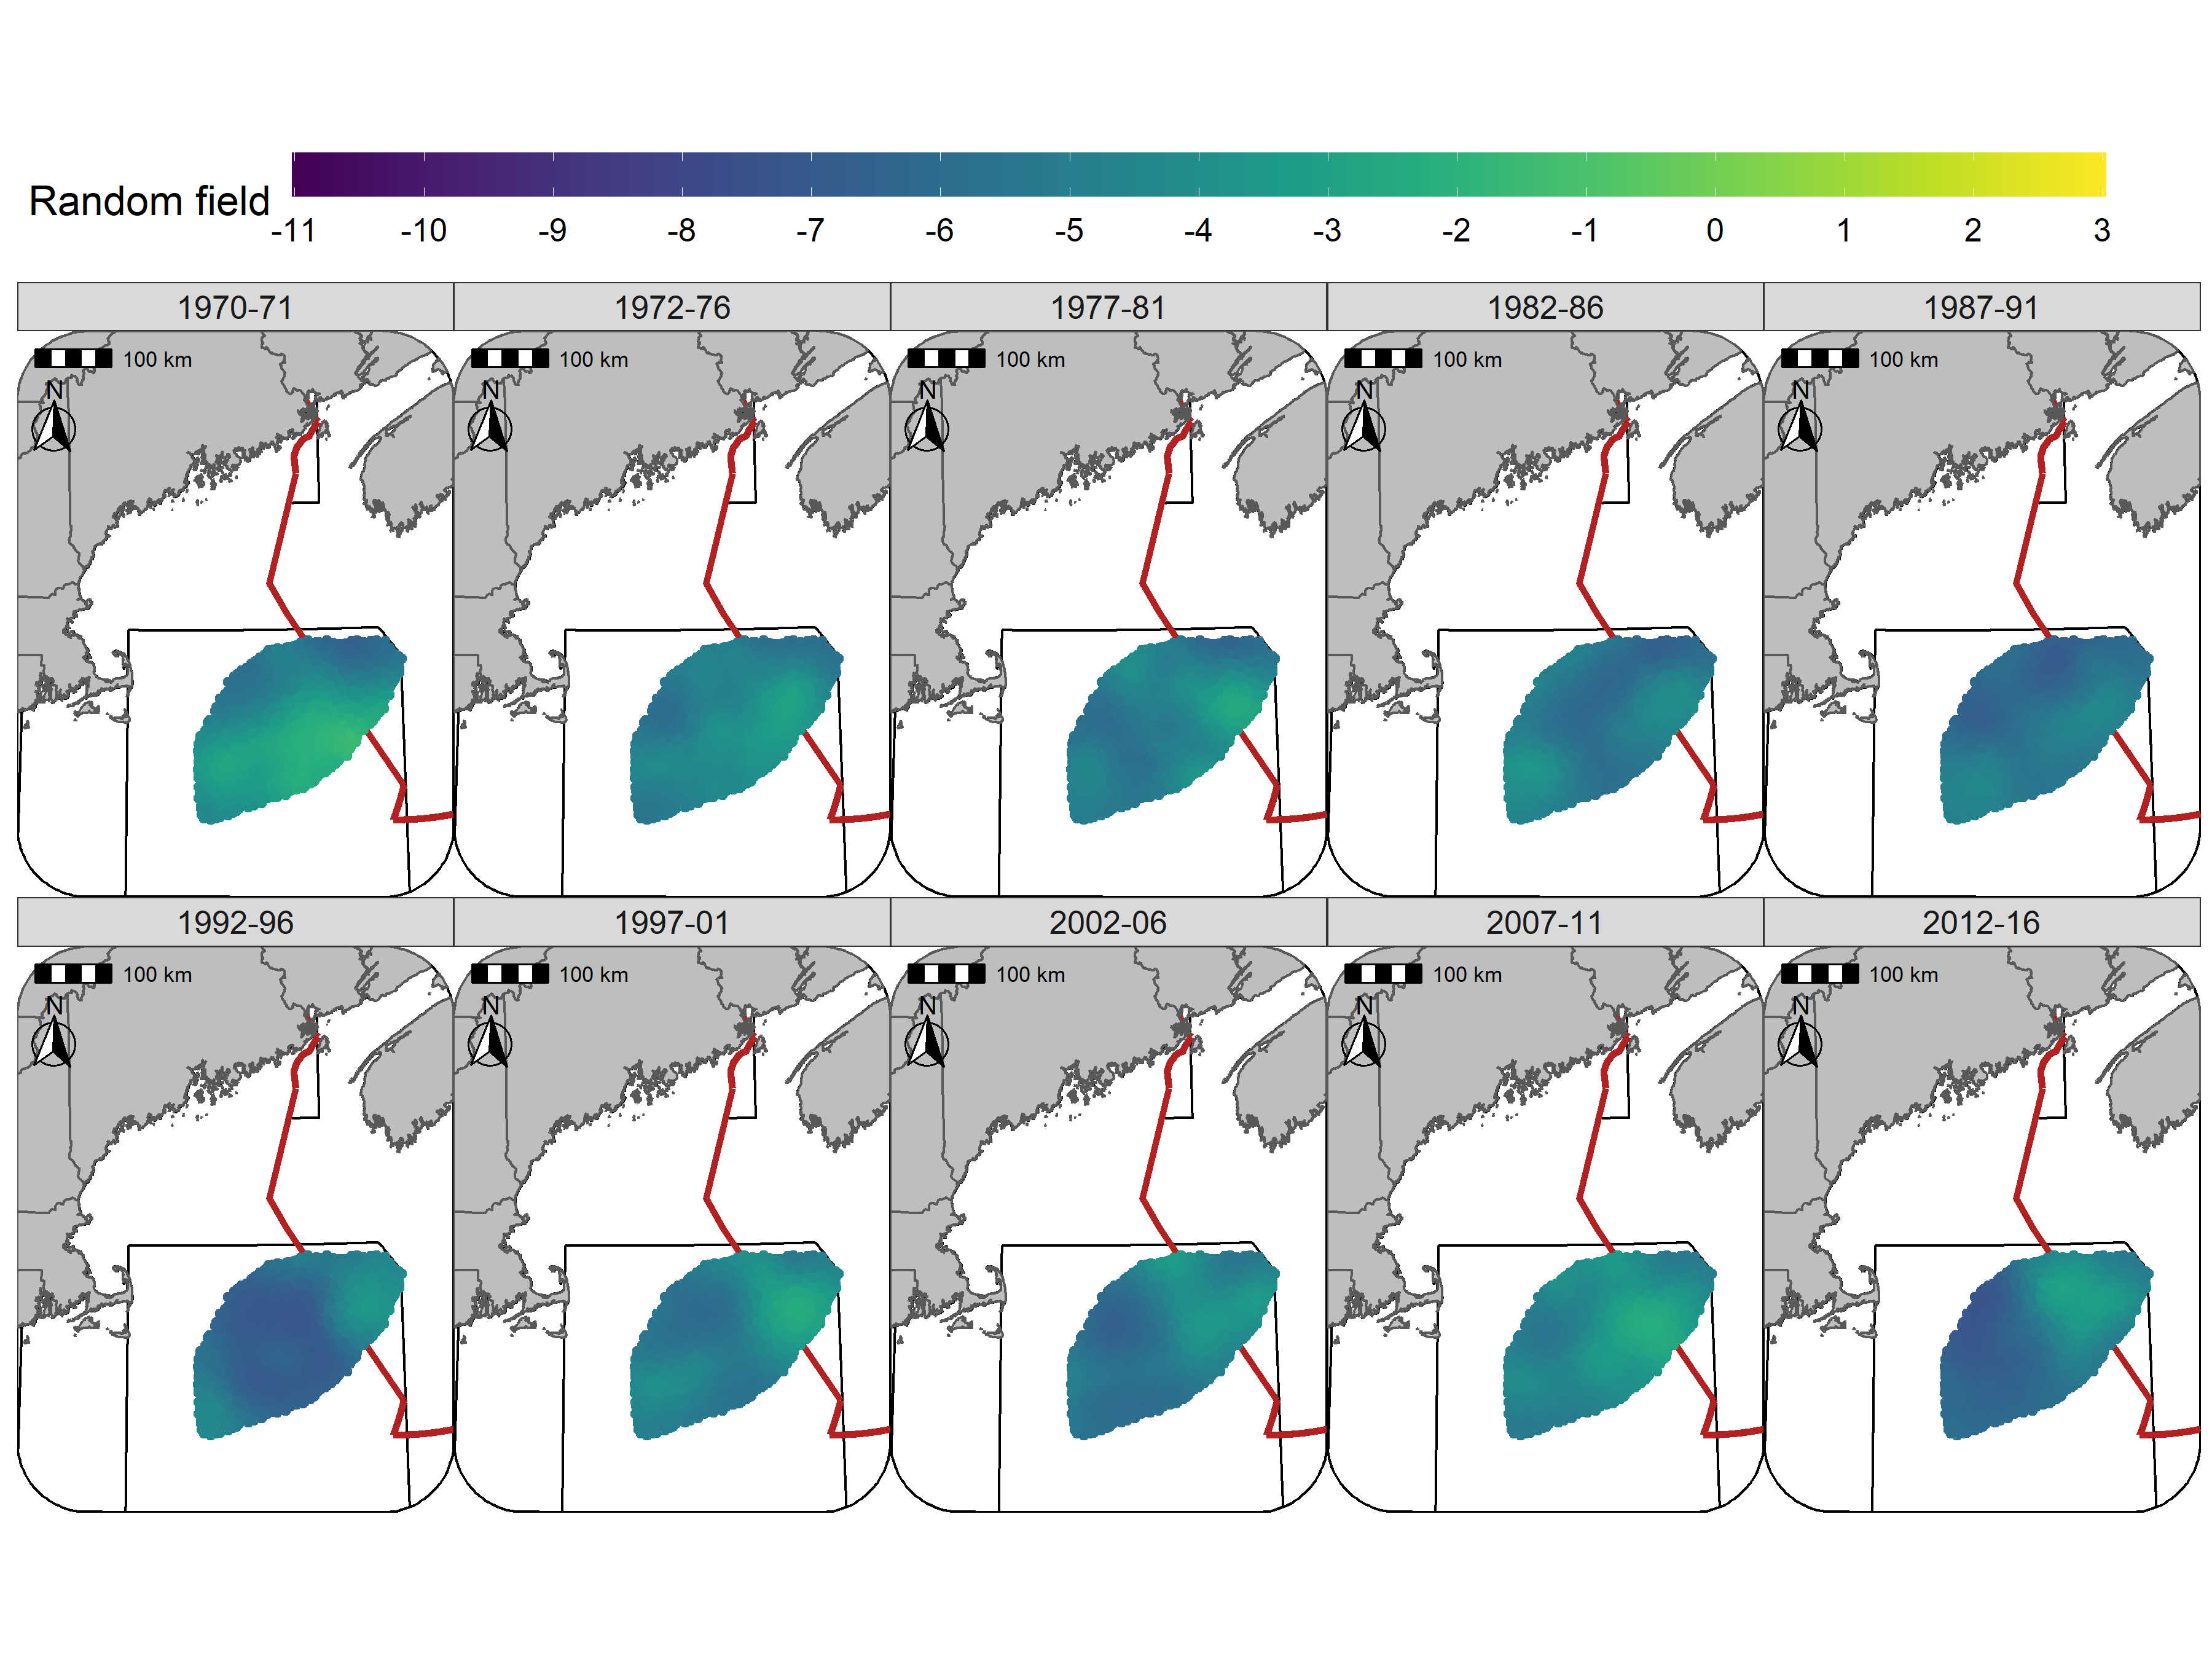 Random field
-11 -10 -9 -8 -7 -6 -5 -4 -3 -2 -1 0 1 2 3
1970-71 1972-76 1977-81 1982-86 1987-91
100 km 100 km 100 km 100 km 100 km
N N N N N
1992-96 1997-01 2002-06 2007-11 2012-16
100 km 100 km 100 km 100 km 100 km
N N N N N